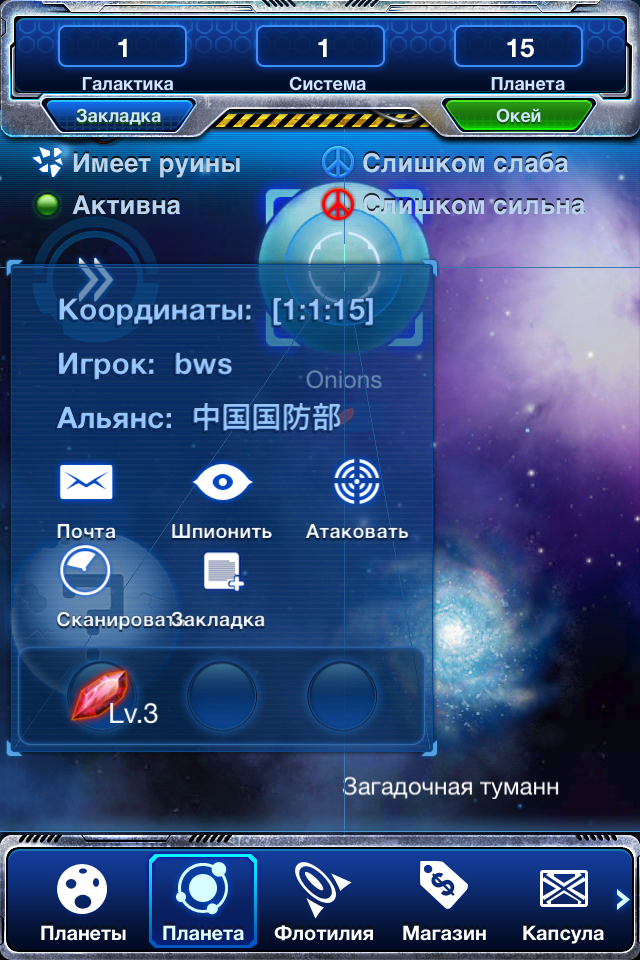 1 1 15
Галактика Система Планета
Закладка Окей
Имеет руины Слишком слаба
Активна Слишком сильна
Координаты: [1:1:15]
Игрок: bws
Onions
Альянс: 中国国防部
Почта Шпионить Атаковать
Сканировать Закладка
Lv.3
Загадочная туманн
Планеты Планета Флотилия Магазин Капсула